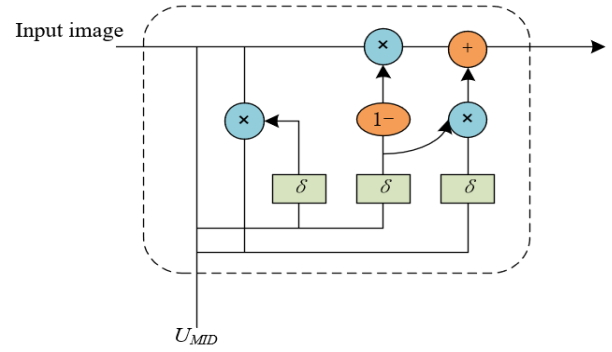 Input image
×
+
×
1−
×
δ
δ
δ
U_MID